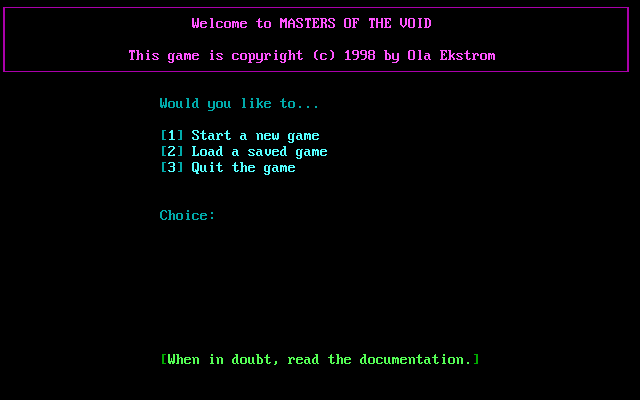 Welcome to MASTERS OF THE VOID
This game is copyright (c) 1998 by Ola Ekstrom
Would you like to...
[1] Start a new game
[2] Load a saved game
[3] Quit the game
Choice:
[When in doubt, read the documentation.]